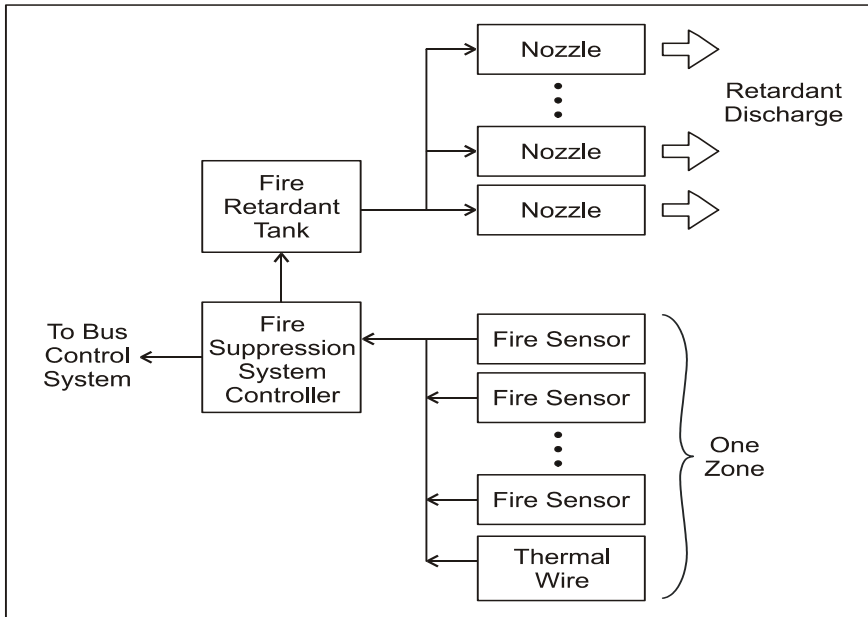 Nozzle
Retardant
Discharge
Nozzle
Nozzle
Fire
Retardant
Tank
To Bus
Control
System
Fire
Suppression
System
Controller
Fire Sensor
Fire Sensor
Fire Sensor
Thermal
Wire
One
Zone